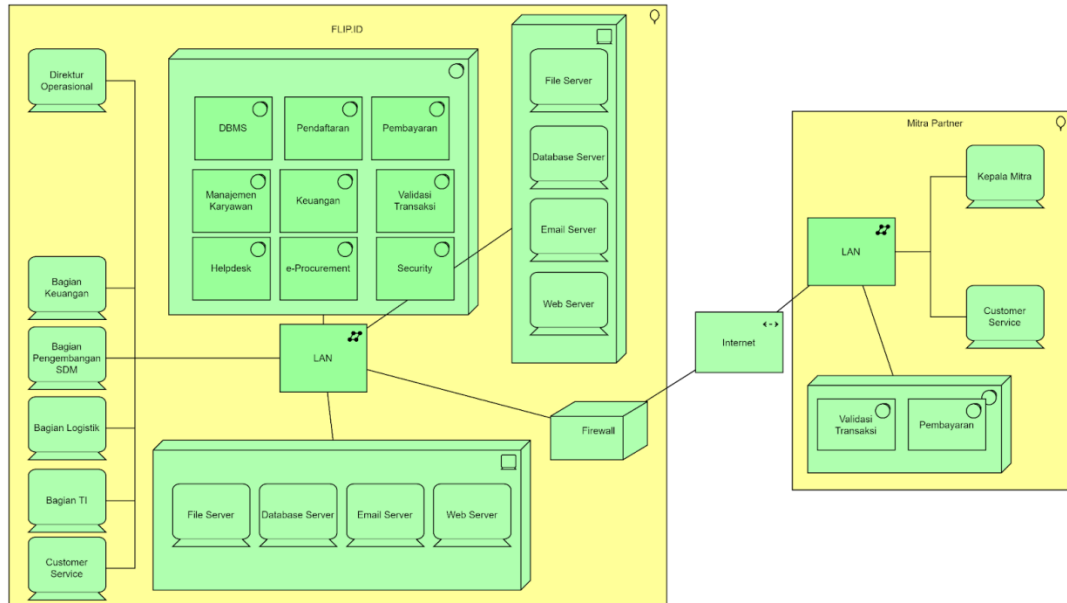 FLIP.ID
Direktur
Operasional
Bagian
Keuangan
Bagian
Pengembangan
SDM
Bagian Logistik
Bagian TI
Customer
Service
DBMS
Pendaftaran
Pembayaran
Manajemen
Karyawan
Keuangan
Validasi
Transaksi
Helpdesk
e-Procurement
Security
LAN
File Server
Database Server
Email Server
Web Server
File Server
Database Server
Email Server
Web Server
Firewall
Internet
Mitra Partner
Kepala Mitra
LAN
Customer
Service
Validasi
Transaksi
Pembayaran